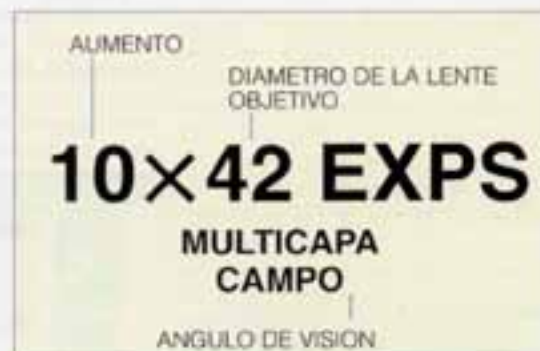 AUMENTO
DIAMETRO DE LA LENTE
OBJETIVO
10×42 EXPS
MULTICAPA
CAMPO
ANGULO DE VISION